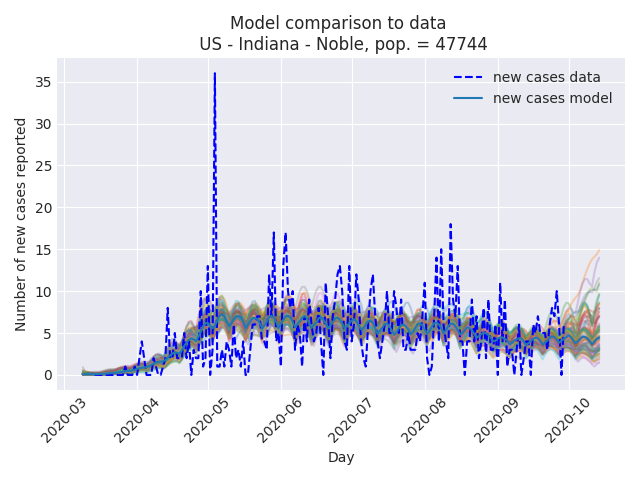 Model comparison to data
US - Indiana - Noble, pop. = 47744
new cases data
new cases model
Number of new cases reported
35
30
25
20
15
10
5
0
2020-03
2020-04
2020-05
2020-06
2020-07
2020-08
2020-09
2020-10
Day